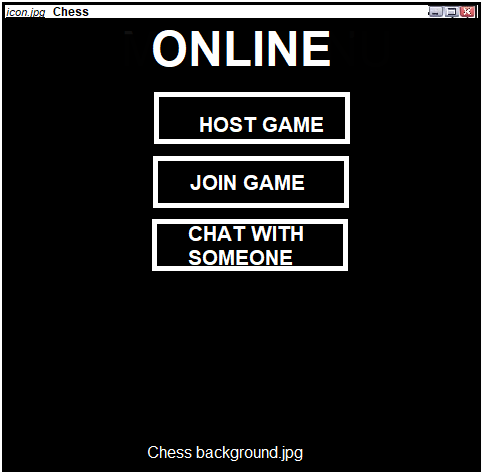 icon.jpg Chess
ONLINE
HOST GAME
JOIN GAME
CHAT WITH
SOMEONE
Chess background.jpg